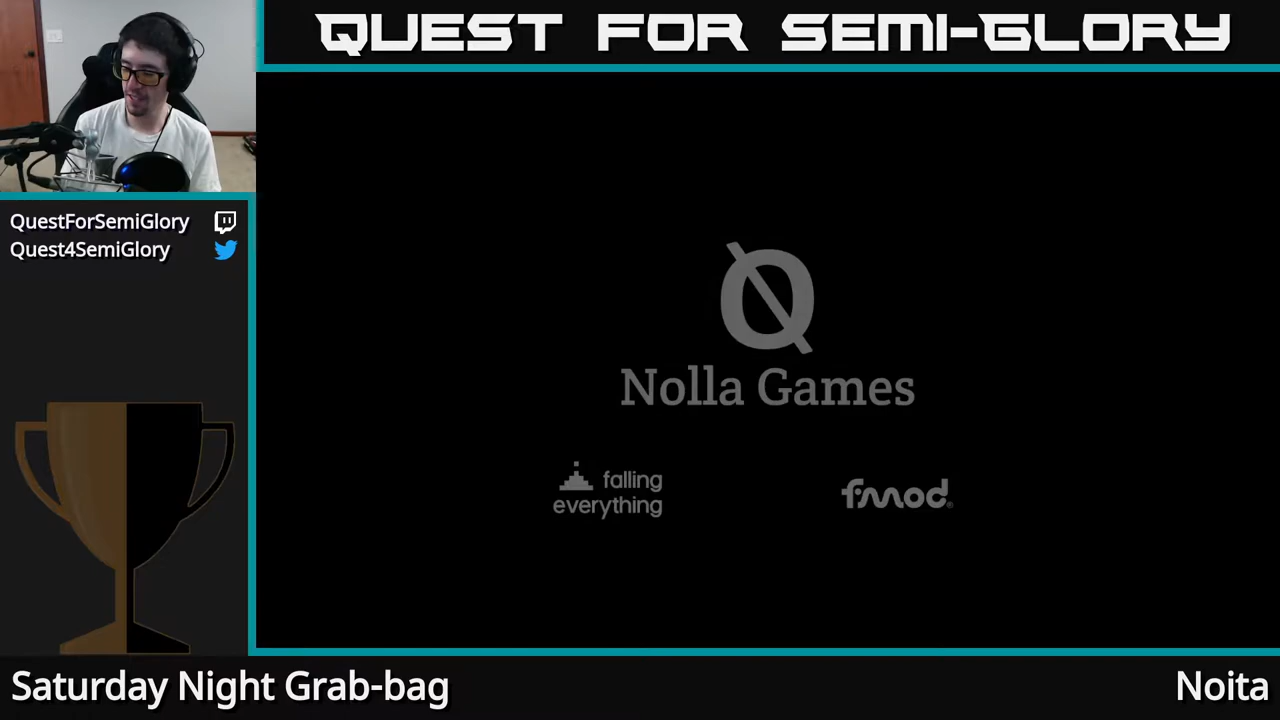 QUEST FOR SEMI-GLORY
QuestForSemiGlory
Quest4SemiGlory
Nolla Games
falling
everything
fmod®
Saturday Night Grab-bag
Noita